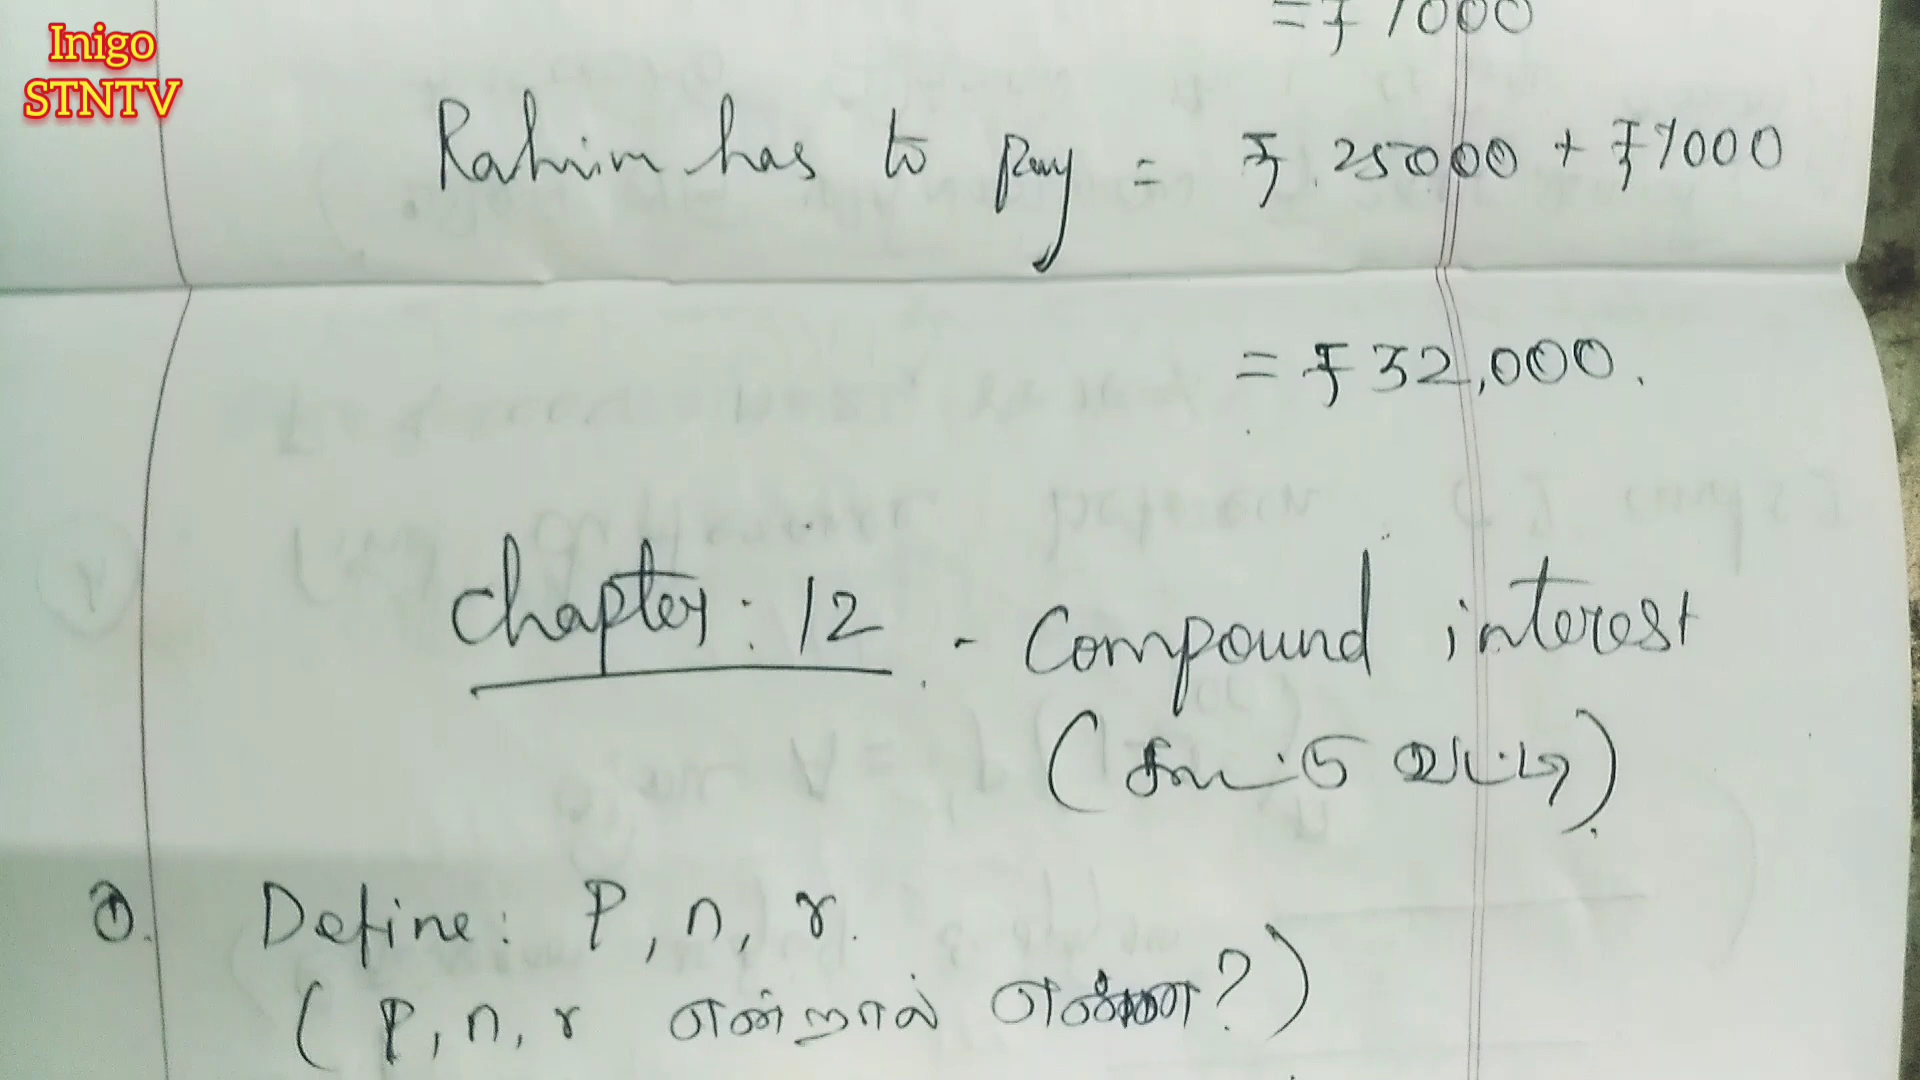 Inigo
STNTV
= ₹ 7000
Rahim has to pay = ₹. 25000 + ₹7000
= ₹ 32,000.
Chapter: 12 - Compound interest
(கூட்டு வட்டி)
1. Define: P, n, r.
(P, n, r என்றால் என்ன?)